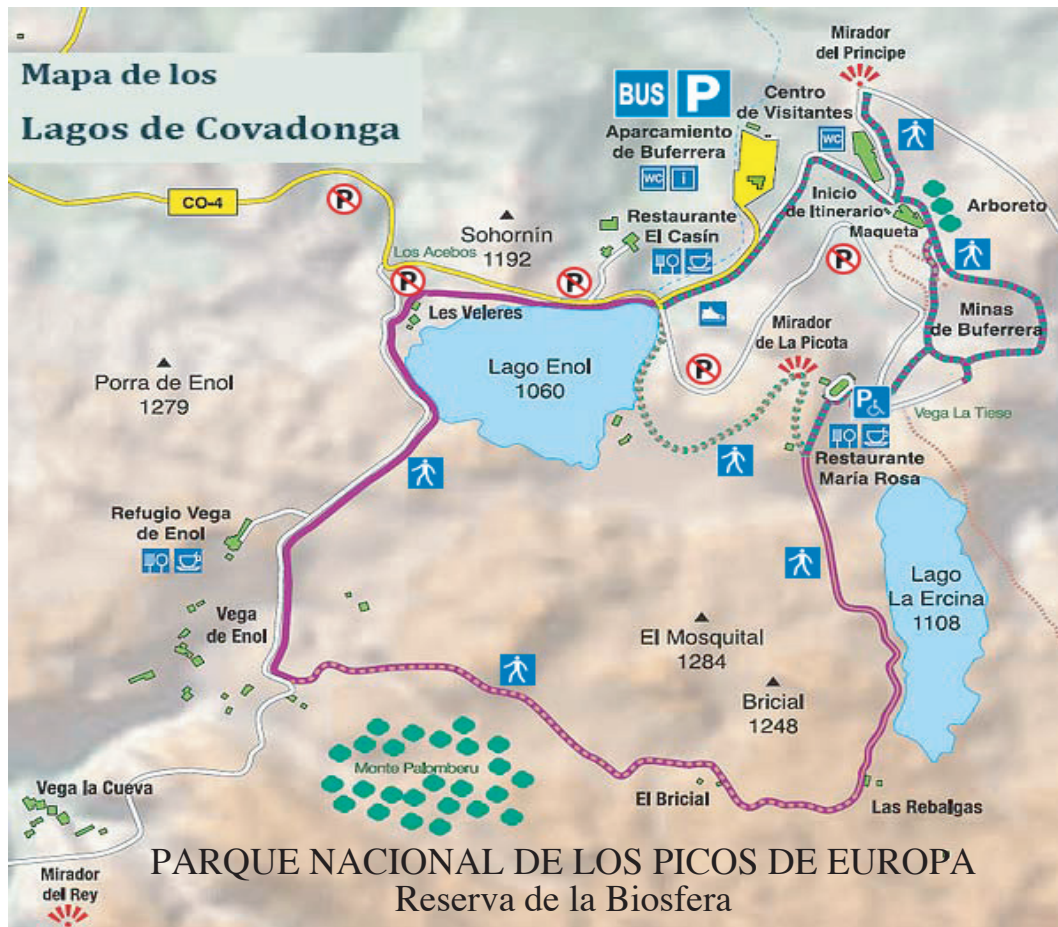 Mapa de los
Lagos de Covadonga
Mirador
del Principe
BUS P
Centro
de Visitantes
Aparcamiento
de Buferrera
WC
WC i
CO-4
P
Inicio
de Itinerario
Arboreto
Sohornín
1192
Restaurante
El Casín
Maqueta
Los Acebos
P
P
P
Les Veleres
Minas
de Buferrera
Mirador
de La Picota
Lago Enol
1060
P
Porra de Enol
1279
P
Vega La Tiese
Restaurante
María Rosa
Refugio Vega
de Enol
Lago
La Ercina
1108
Vega
de Enol
El Mosquital
1284
Bricial
1248
Monte Palomberu
Vega la Cueva
El Bricial
Las Rebalgas
PARQUE NACIONAL DE LOS PICOS DE EUROPA
Mirador
del Rey
Reserva de la Biosfera